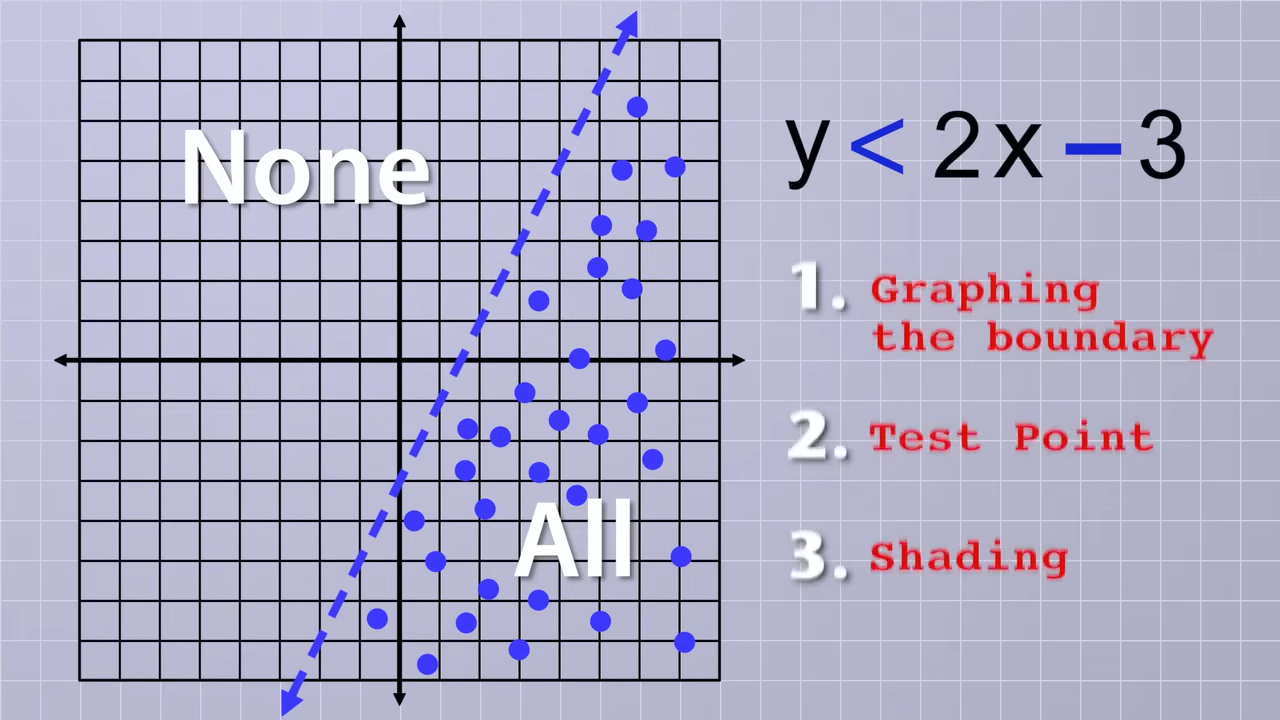 None
All
y < 2x − 3
1. Graphing
the boundary
2. Test Point
3. Shading